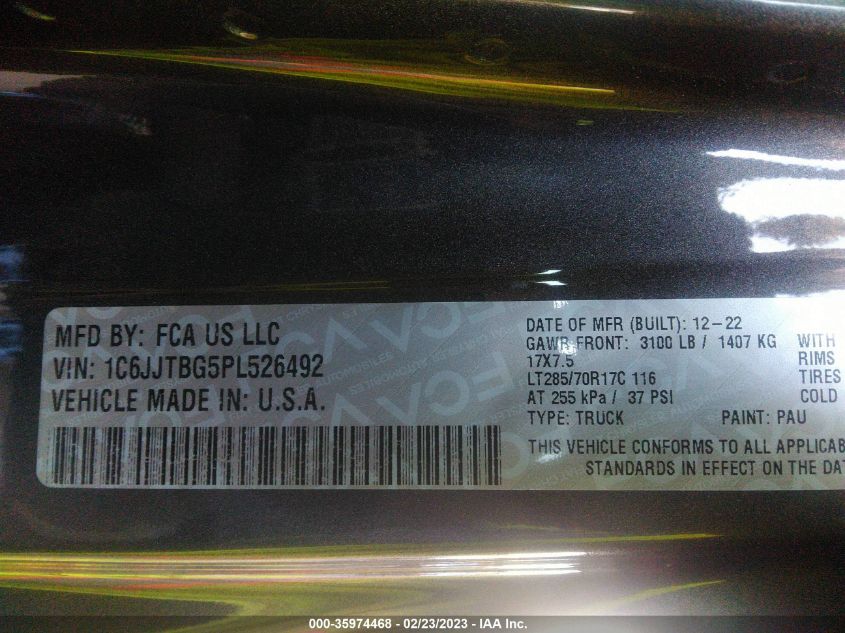 MFD BY: FCA US LLC
VIN: 1C6JJTBG5PL526492
VEHICLE MADE IN: U.S.A.
DATE OF MFR (BUILT): 12-22
GAWR FRONT: 3100 LB / 1407 KG WITH
17X7.5 RIMS
LT285/70R17C 116 TIRES
AT 255 kPa / 37 PSI COLD
TYPE: TRUCK PAINT: PAU
THIS VEHICLE CONFORMS TO ALL APPLICAB
STANDARDS IN EFFECT ON THE DAT
000-35974468 - 02/23/2023 - © IAA Inc.